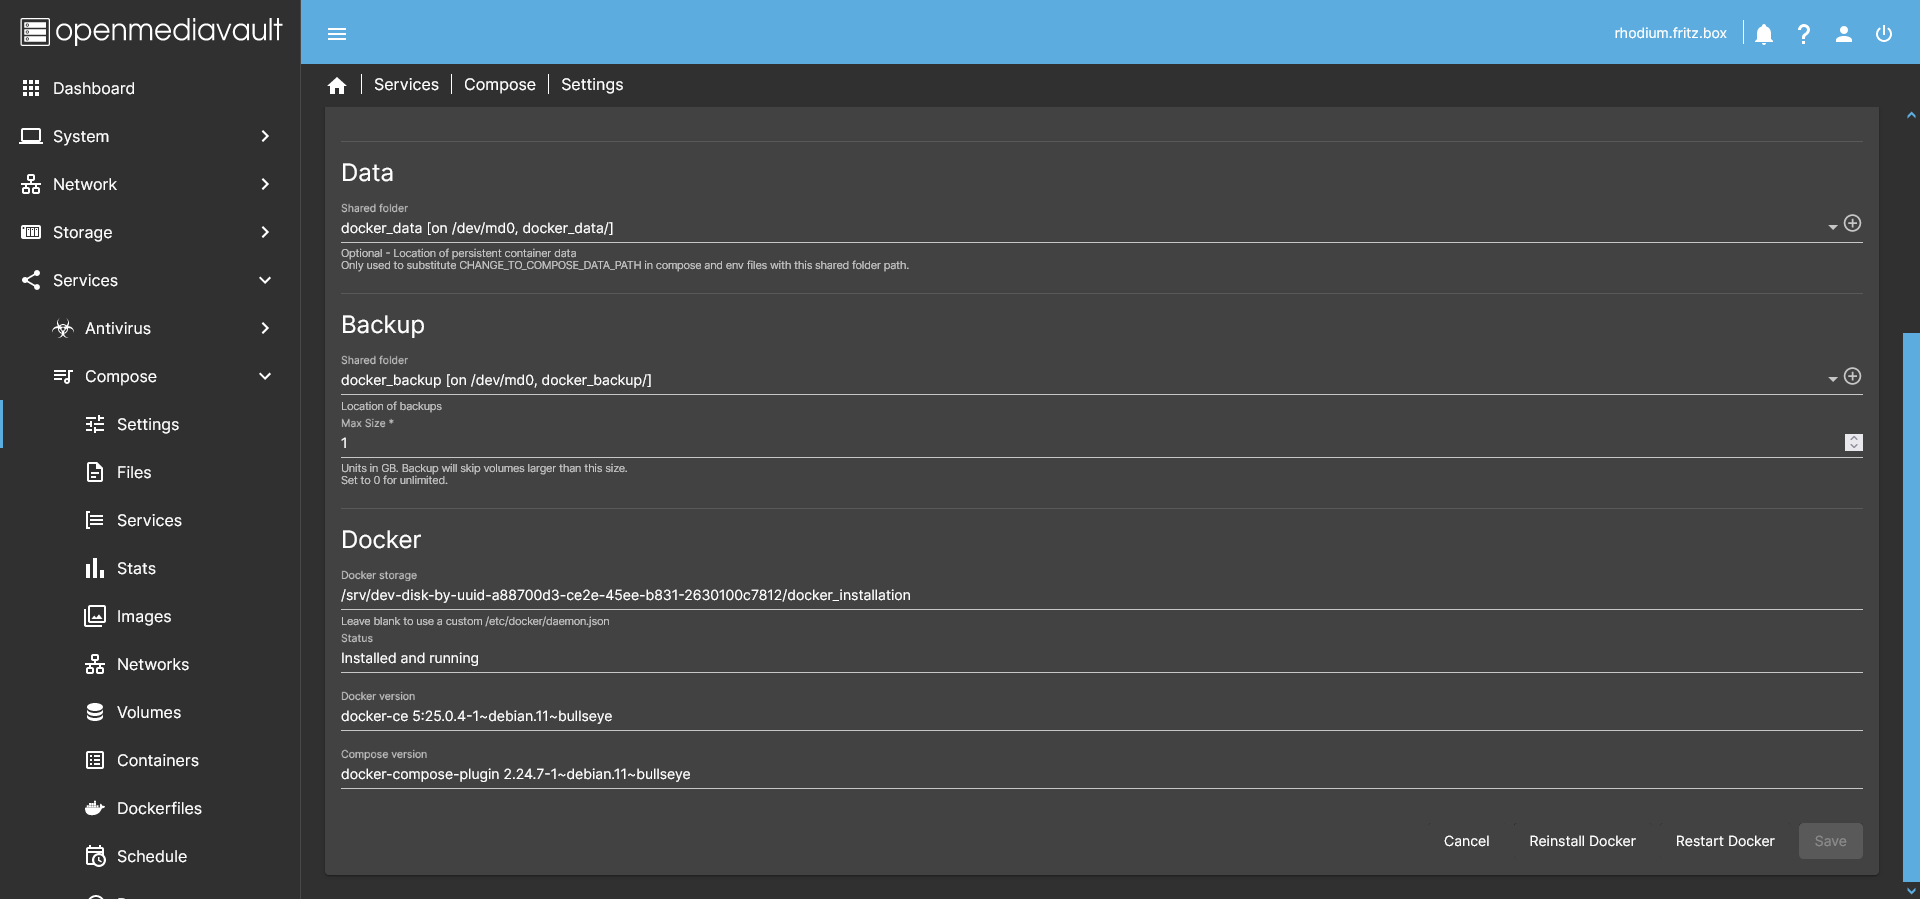 openmediavault
rhodium.fritz.box
Dashboard
System
Network
Storage
Services
Antivirus
Compose
Settings
Files
Services
Stats
Images
Networks
Volumes
Containers
Dockerfiles
Schedule
Services
Compose
Settings
Data
Shared folder
docker_data [on /dev/md0, docker_data/]
Optional - Location of persistent container data
Only used to substitute CHANGE_TO_COMPOSE_DATA_PATH in compose and env files with this shared folder path.
Backup
Shared folder
docker_backup [on /dev/md0, docker_backup/]
Location of backups
Max Size *
1
Units in GB. Backup will skip volumes larger than this size.
Set to 0 for unlimited.
Docker
Docker storage
/srv/dev-disk-by-uuid-a88700d3-ce2e-45ee-b831-2630100c7812/docker_installation
Leave blank to use a custom /etc/docker/daemon.json
Status
Installed and running
Docker version
docker-ce 5:25.0.4-1~debian.11~bullseye
Compose version
docker-compose-plugin 2.24.7-1~debian.11~bullseye
Cancel
Reinstall Docker
Restart Docker
Save